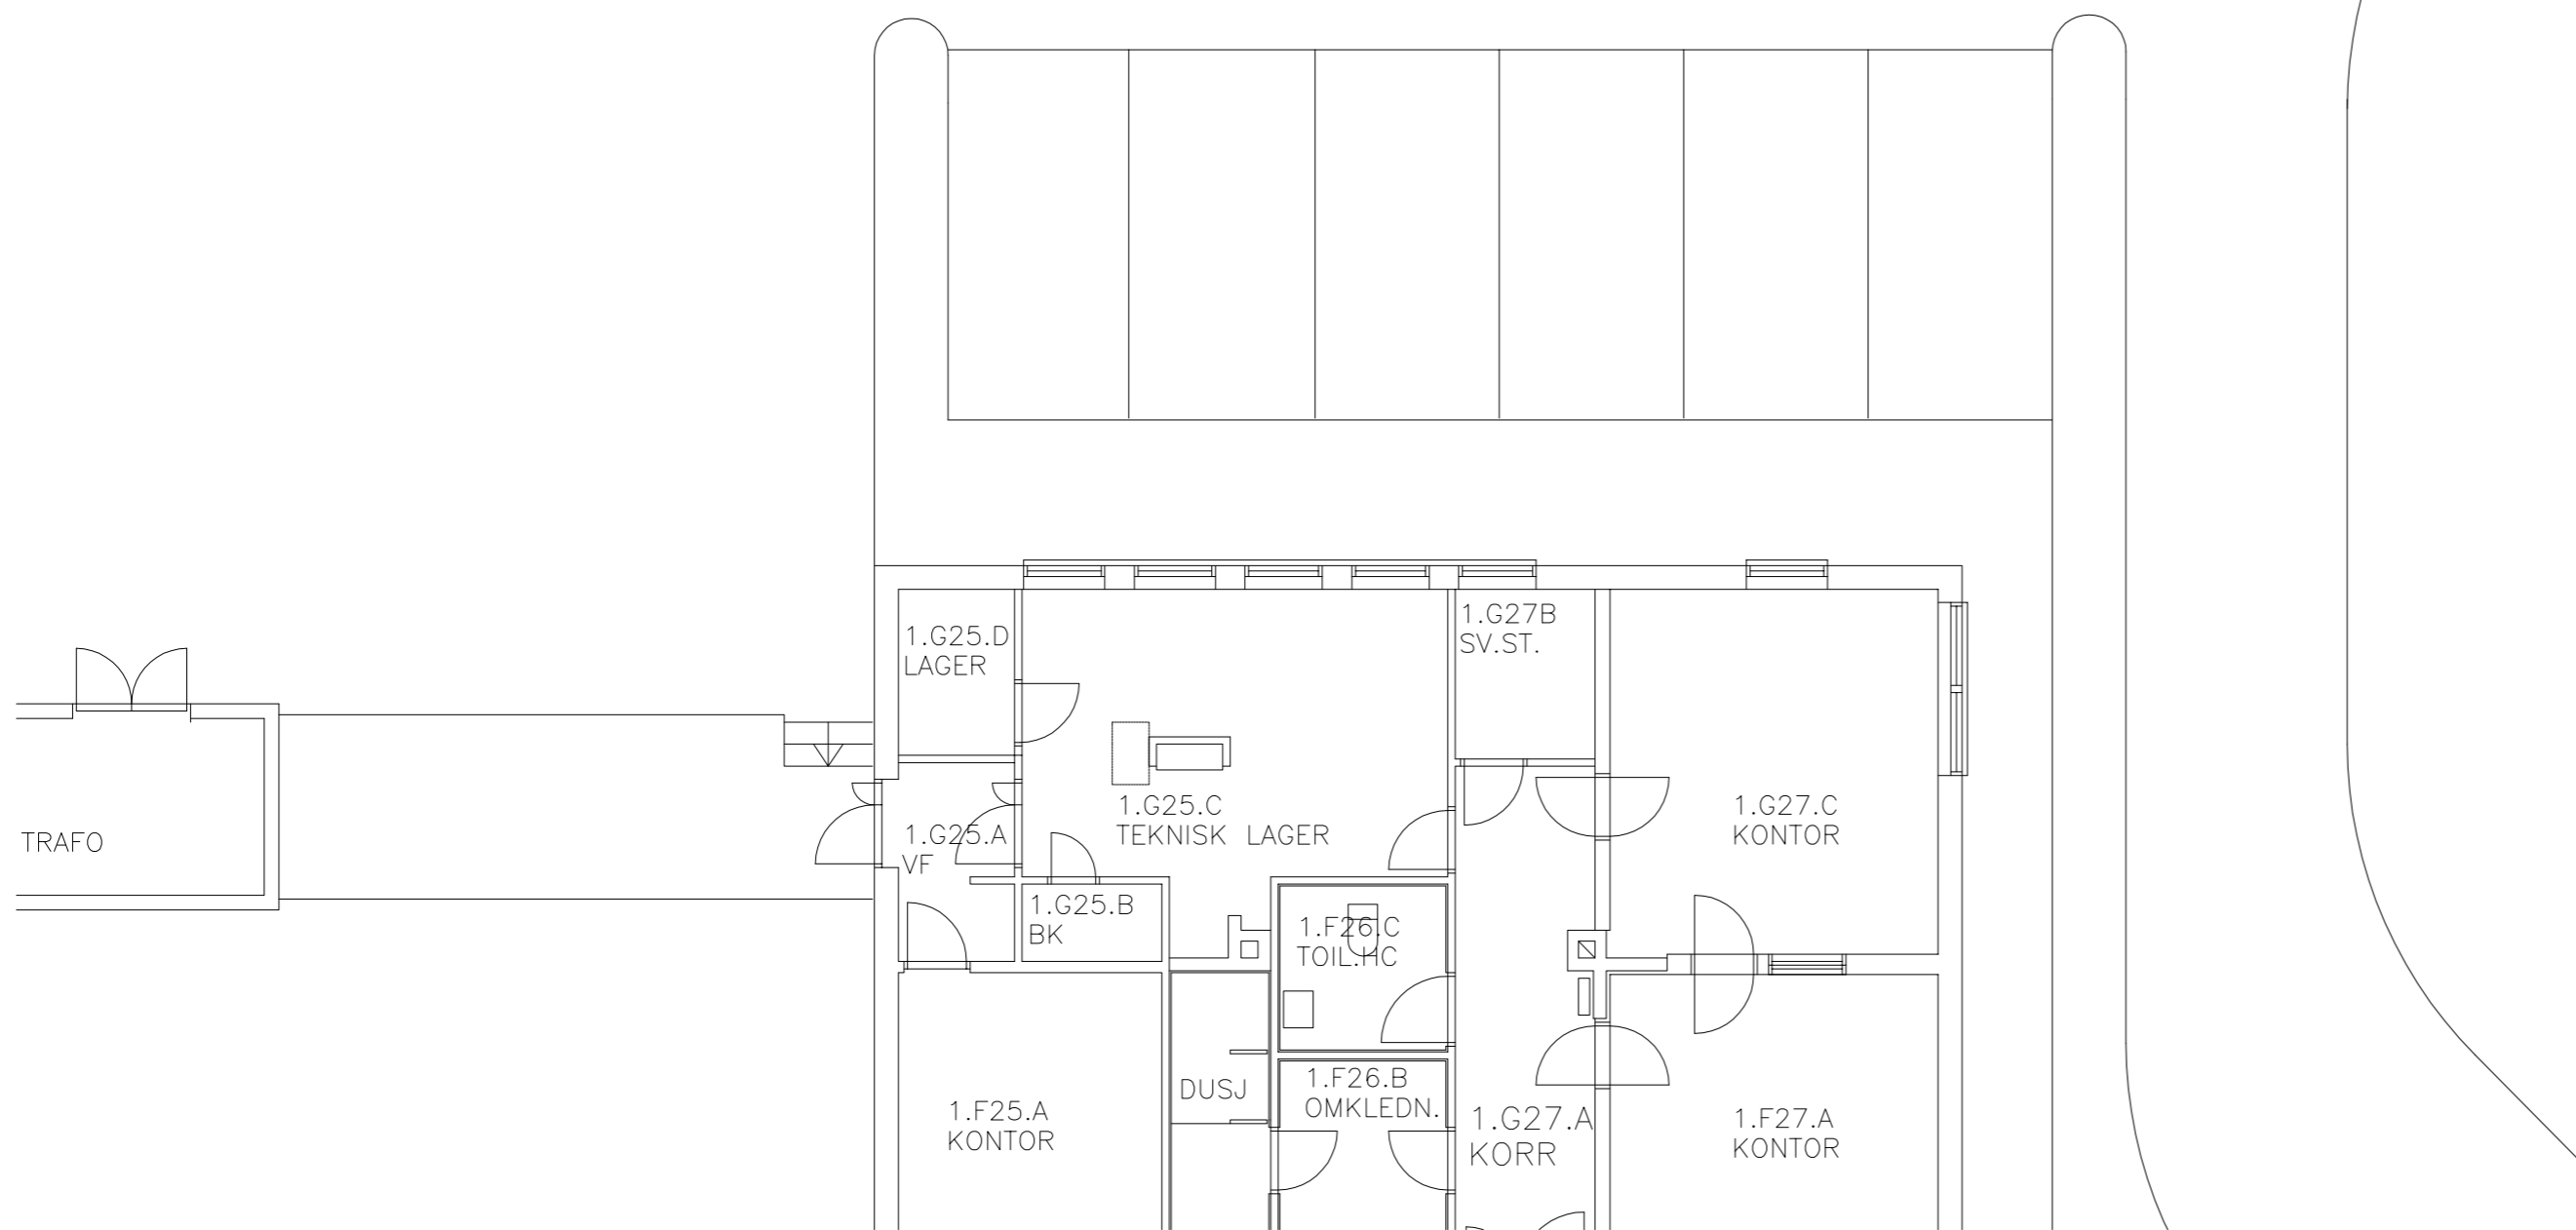 1.G25.D
LAGER
1.G27B
SV.ST.
TRAFO
1.G25.A
VF
1.G25.C
TEKNISK LAGER
1.G27.C
KONTOR
1.G25.B
BK
1.F26.C
TOIL.HC
DUSJ
1.F26.B
OMKLEDN.
1.F25.A
KONTOR
1.G27.A
KORR
1.F27.A
KONTOR